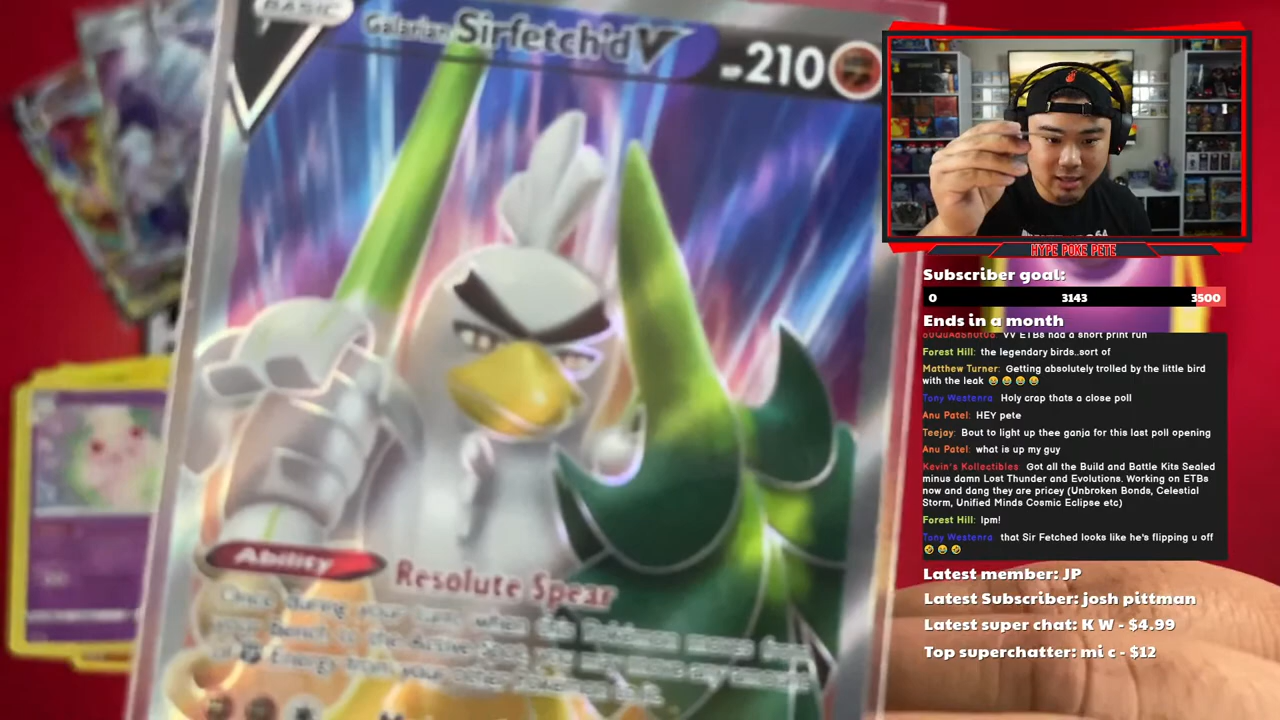 BASIC
Galarian Sirfetch'd V
HP 210
Ability Resolute Spear
HYPE POKE PETE
Subscriber goal:
0 3143 3500
Ends in a month
VV ETBs had a short print run
Forest Hill: the legendary birds..sort of
Matthew Turner: Getting absolutely trolled by the little bird
with the leak 😂 😂 😂 😂
Tony Westenra: Holy crap thats a close poll
Anu Patel: HEY pete
Teejay: Bout to light up thee ganja for this last poll opening
Anu Patel: what is up my guy
Kevin's Kollectibles: Got all the Build and Battle Kits Sealed
minus damn Lost Thunder and Evolutions. Working on ETBs
now and dang they are pricey (Unbroken Bonds, Celestial
Storm, Unified Minds Cosmic Eclipse etc)
Forest Hill: lpm!
Tony Westenra: that Sir Fetched looks like he's flipping u off
🤣 😂 🤣
Latest member: JP
Latest Subscriber: josh pittman
Latest super chat: K W - $4.99
Top superchatter: mi c - $12